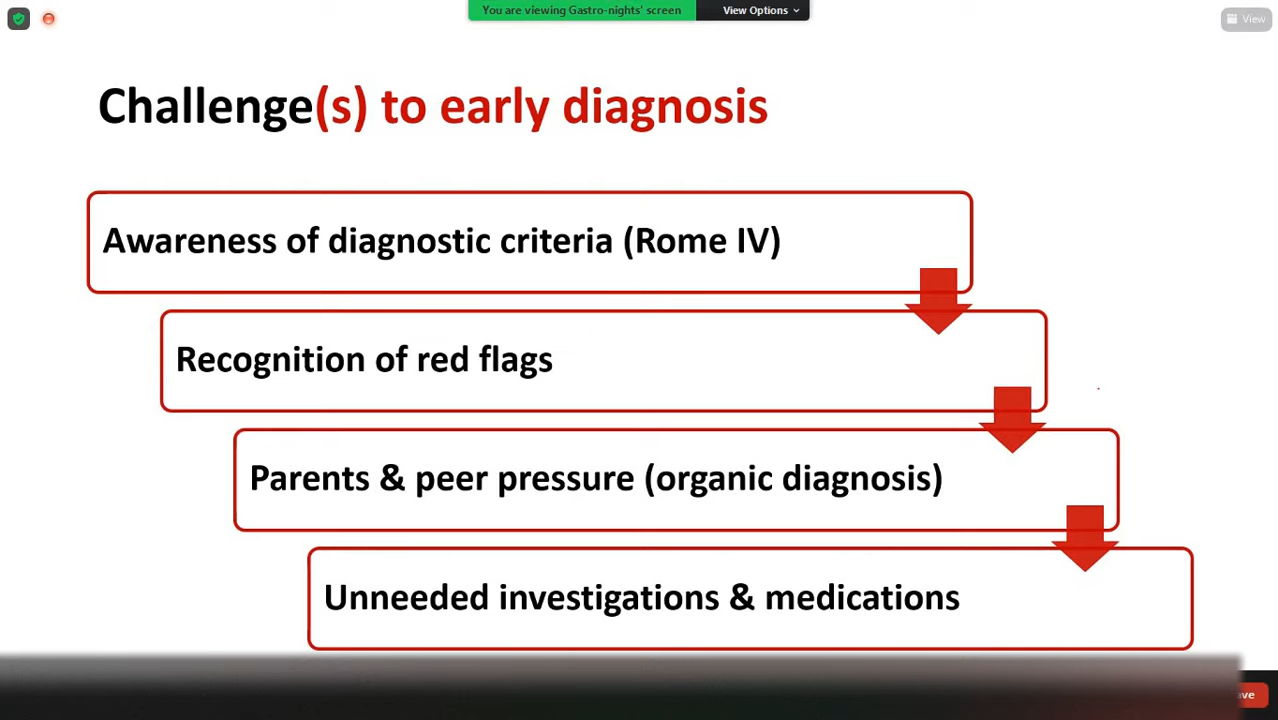 You are viewing Gastro-nights' screen
View Options
View
Challenge(s) to early diagnosis
Awareness of diagnostic criteria (Rome IV)
Recognition of red flags
Parents & peer pressure (organic diagnosis)
Unneeded investigations & medications